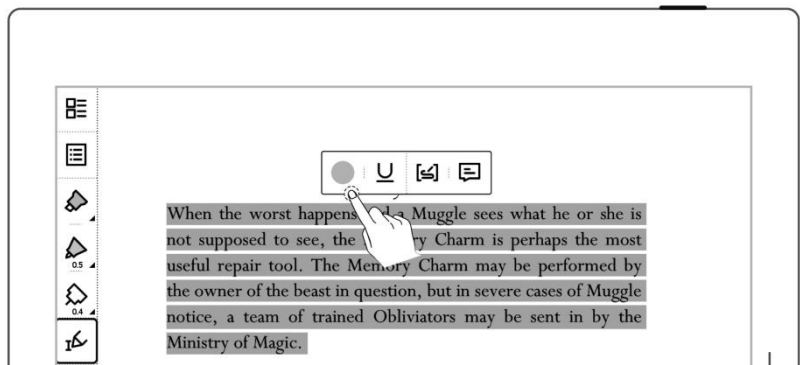 When the worst happens and a Muggle sees what he or she is
not supposed to see, the Memory Charm is perhaps the most
useful repair tool. The Memory Charm may be performed by
the owner of the beast in question, but in severe cases of Muggle
notice, a team of trained Obliviators may be sent in by the
Ministry of Magic.
0.5
0.4